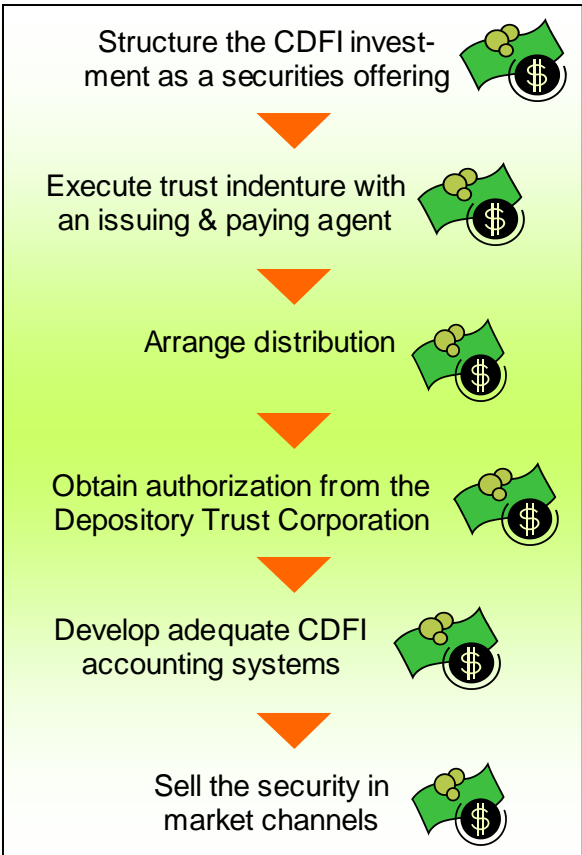 Structure the CDFI invest-
ment as a securities offering
$
Execute trust indenture with
an issuing & paying agent
$
Arrange distribution
$
Obtain authorization from the
Depository Trust Corporation
$
Develop adequate CDFI
accounting systems
$
Sell the security in
market channels
$